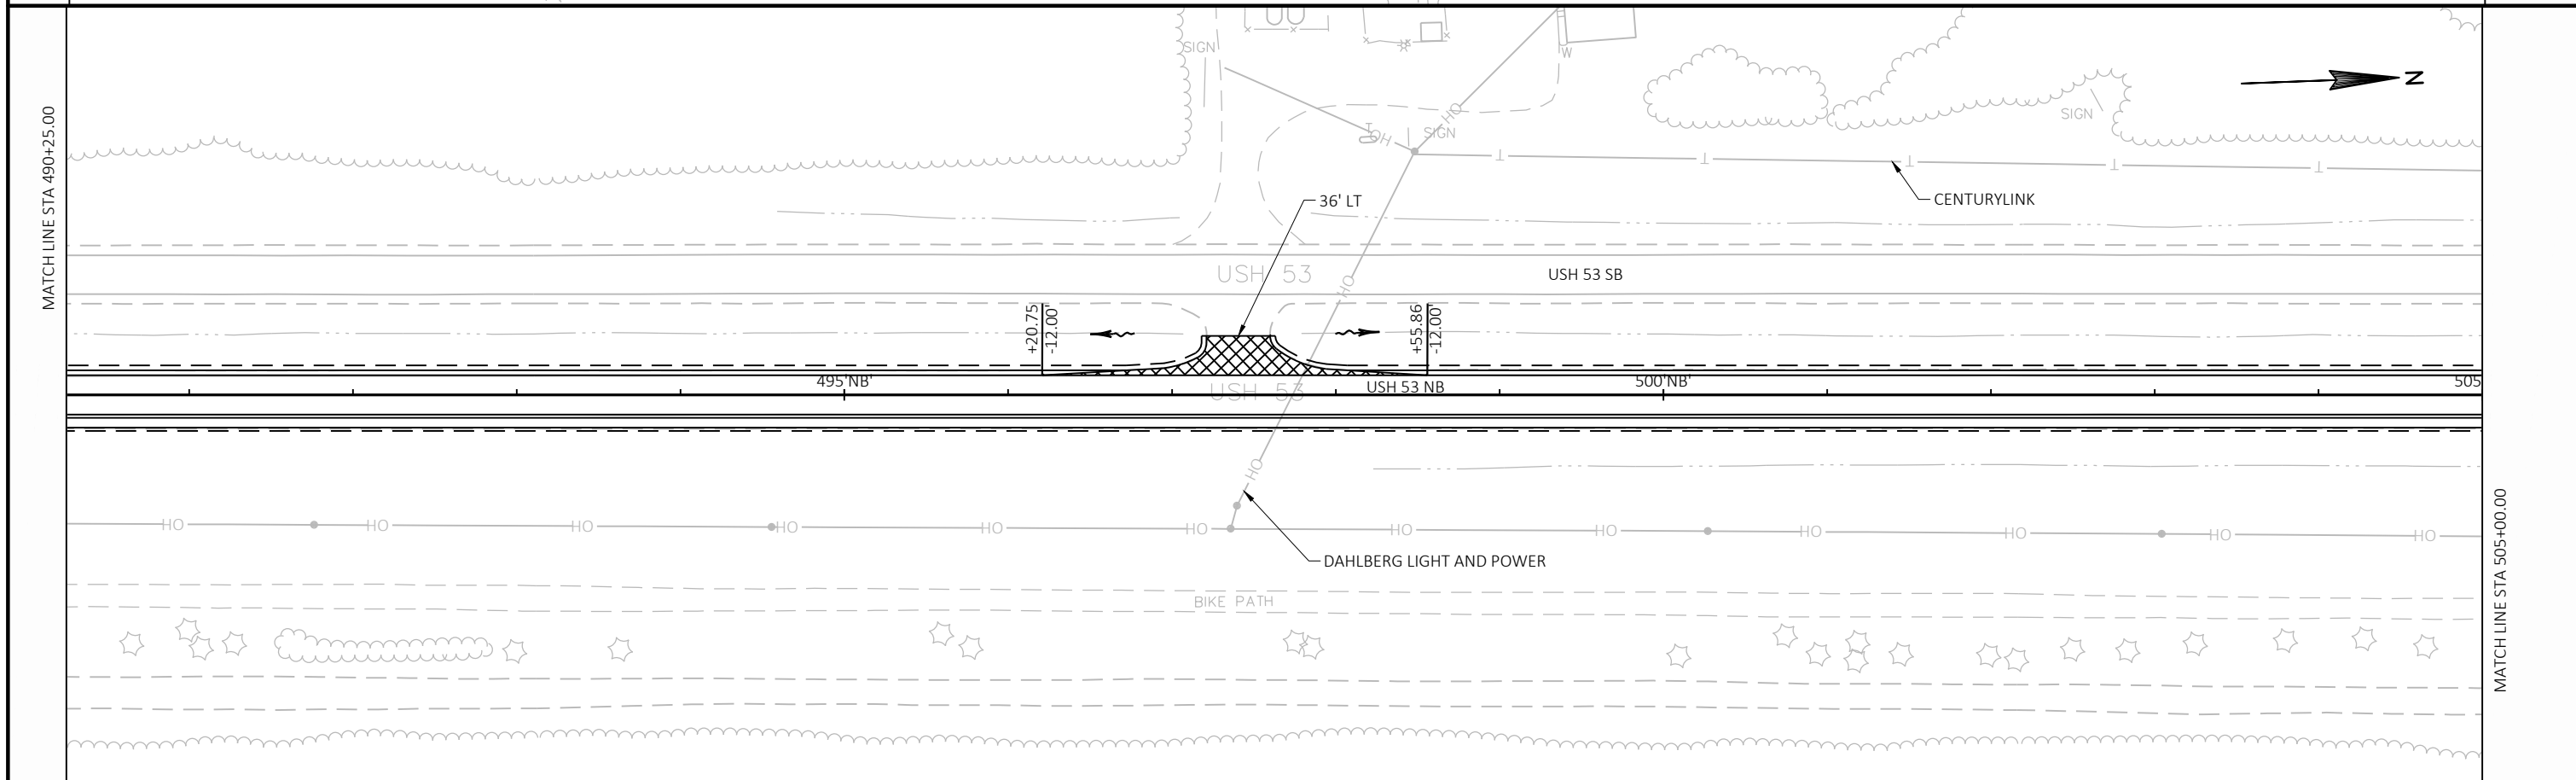 MATCH LINE STA 490+25.00
SIGN
W
OH
HO
SIGN
SIGN
N
T
T
T
T
T
T
36' LT
CENTURYLINK
USH 53
HO
USH 53 SB
+20.75
-12.00'
+55.86
-12.00'
495'NB'
USH 53
USH 53 NB
500'NB'
505
HO
HO
HO
HO
HO
HO
HO
HO
HO
HO
HO
HO
HO
DAHLBERG LIGHT AND POWER
BIKE PATH
MATCH LINE STA 505+00.00